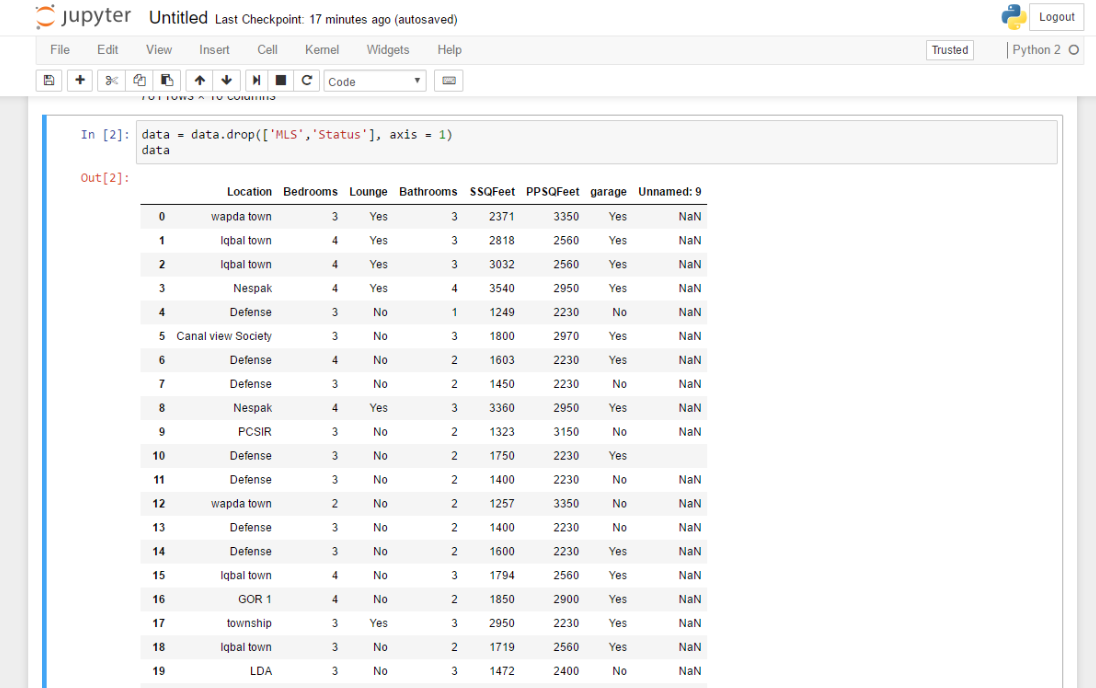 jupyter Untitled Last Checkpoint: 17 minutes ago (autosaved) Logout
File Edit View Insert Cell Kernel Widgets Help Trusted Python 2
Code
781 rows × 10 columns
In [2]: data = data.drop(['MLS','Status'], axis = 1)
data
Out[2]:
Location Bedrooms Lounge Bathrooms SSQFeet PPSQFeet garage Unnamed: 9
0 wapda town 3 Yes 3 2371 3350 Yes NaN
1 Iqbal town 4 Yes 3 2818 2560 Yes NaN
2 Iqbal town 4 Yes 3 3032 2560 Yes NaN
3 Nespak 4 Yes 4 3540 2950 Yes NaN
4 Defense 3 No 1 1249 2230 No NaN
5 Canal view Society 3 No 3 1800 2970 Yes NaN
6 Defense 4 No 2 1603 2230 Yes NaN
7 Defense 3 No 2 1450 2230 No NaN
8 Nespak 4 Yes 3 3360 2950 Yes NaN
9 PCSIR 3 No 2 1323 3150 No NaN
10 Defense 3 No 2 1750 2230 Yes
11 Defense 3 No 2 1400 2230 No NaN
12 wapda town 2 No 2 1257 3350 No NaN
13 Defense 3 No 2 1400 2230 No NaN
14 Defense 3 No 2 1600 2230 Yes NaN
15 Iqbal town 4 No 3 1794 2560 Yes NaN
16 GOR 1 4 No 2 1850 2900 Yes NaN
17 township 3 Yes 3 2950 2230 Yes NaN
18 Iqbal town 3 No 2 1719 2560 Yes NaN
19 LDA 3 No 3 1472 2400 No NaN